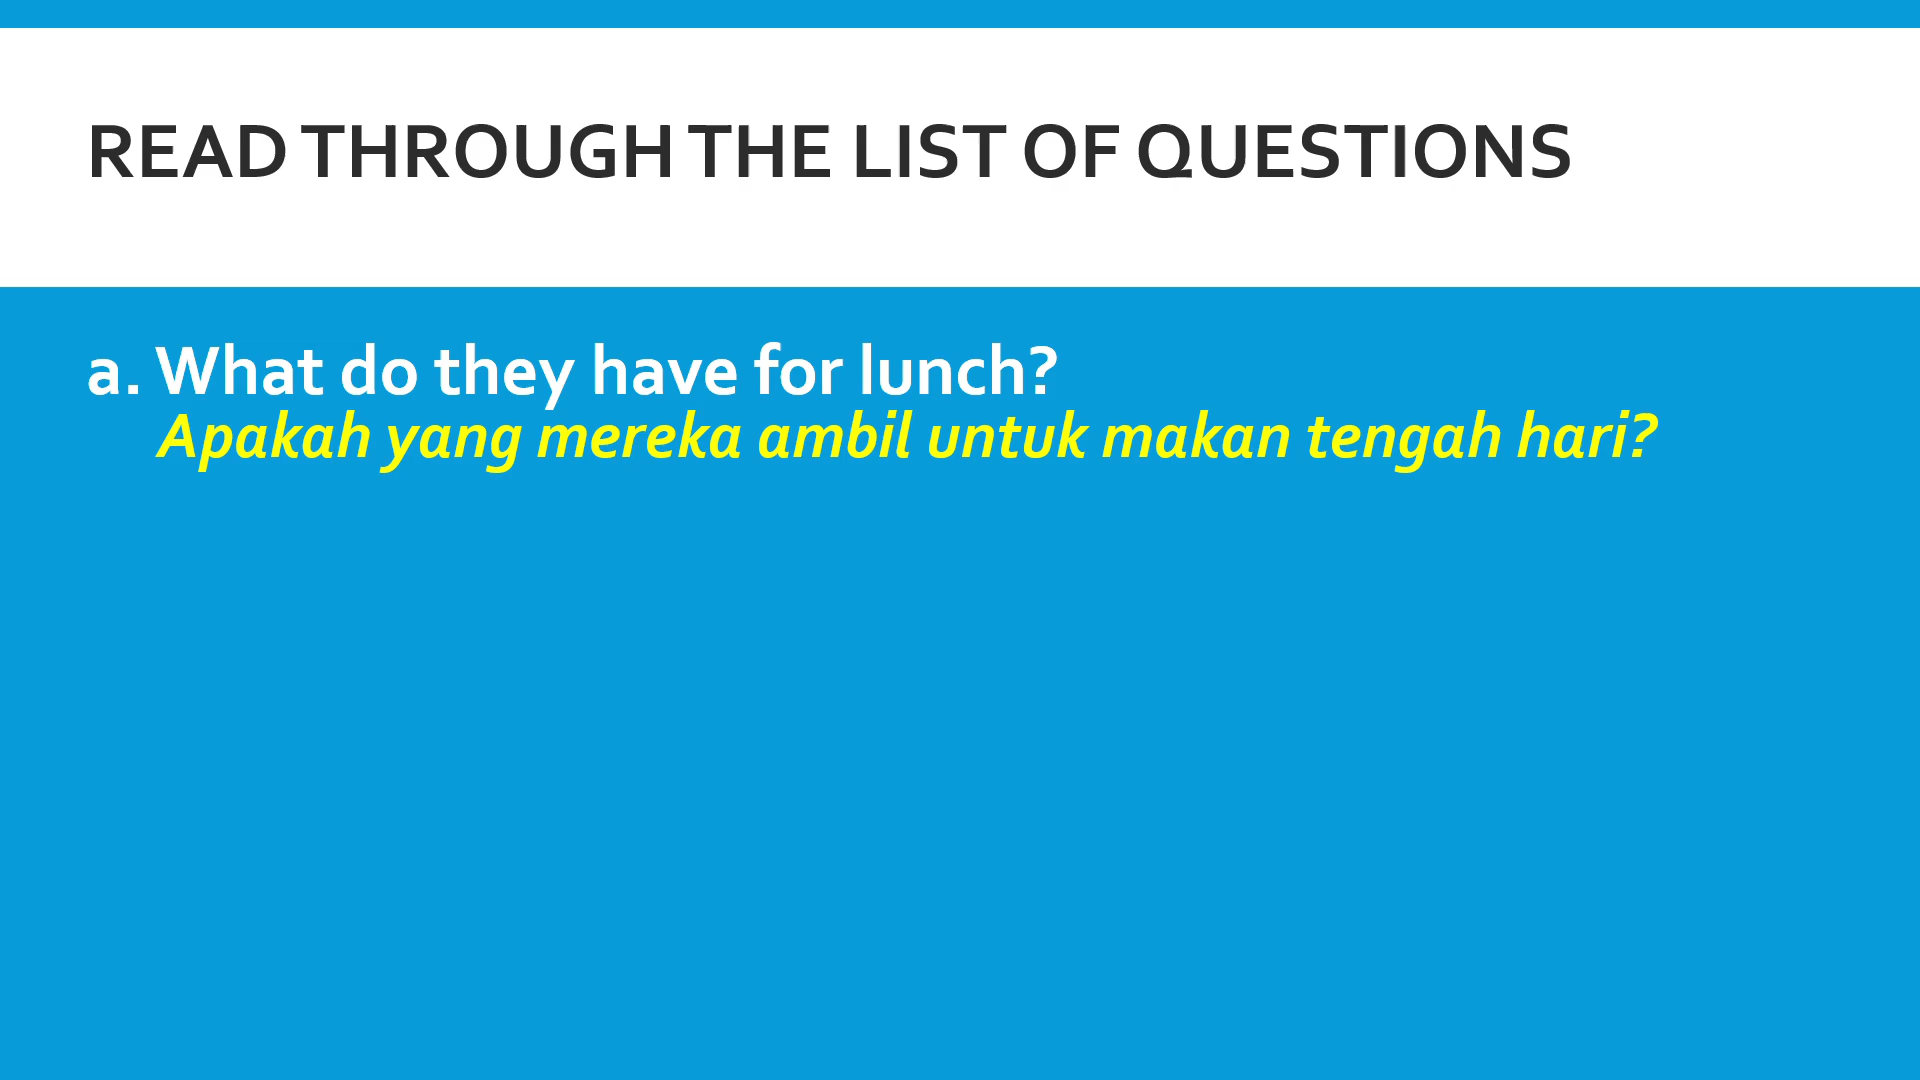 READ THROUGH THE LIST OF QUESTIONS
a. What do they have for lunch?
Apakah yang mereka ambil untuk makan tengah hari?